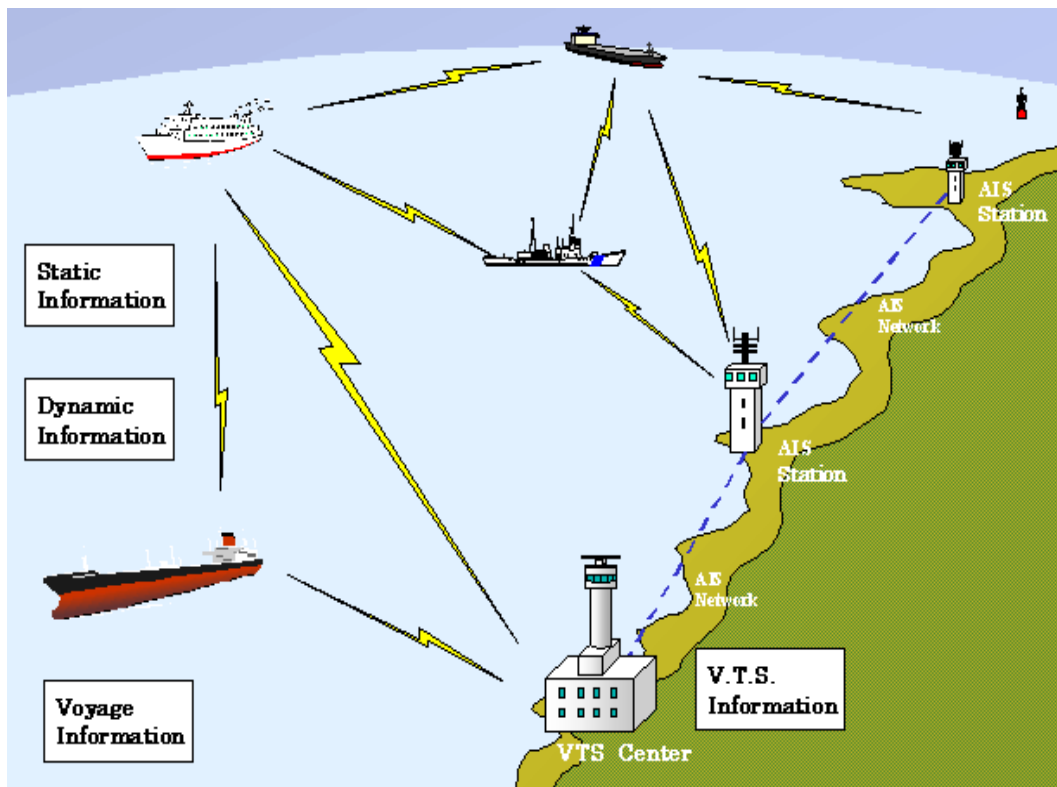 AIS
Station
Static
Information
AIS
Network
Dynamic
Information
AIS
Station
AIS
Network
Voyage
Information
V.T.S.
Information
VTS Center